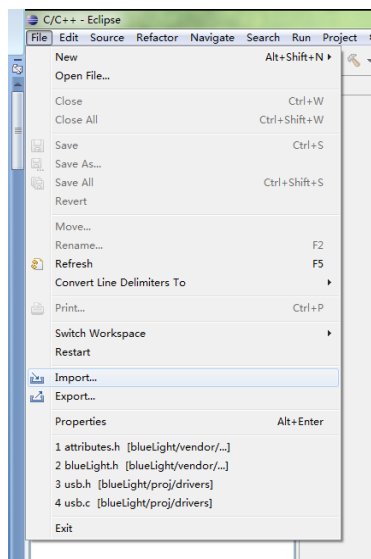 C/C++ - Eclipse
File Edit Source Refactor Navigate Search Run Project
New Alt+Shift+N
Open File...
Close Ctrl+W
Close All Ctrl+Shift+W
Save Ctrl+S
Save As...
Save All Ctrl+Shift+S
Revert
Move...
Rename... F2
Refresh F5
Convert Line Delimiters To
Print... Ctrl+P
Switch Workspace
Restart
Import...
Export...
Properties Alt+Enter
1 attributes.h [blueLight/vendor/...]
2 blueLight.h [blueLight/vendor/...]
3 usb.h [blueLight/proj/drivers]
4 usb.c [blueLight/proj/drivers]
Exit